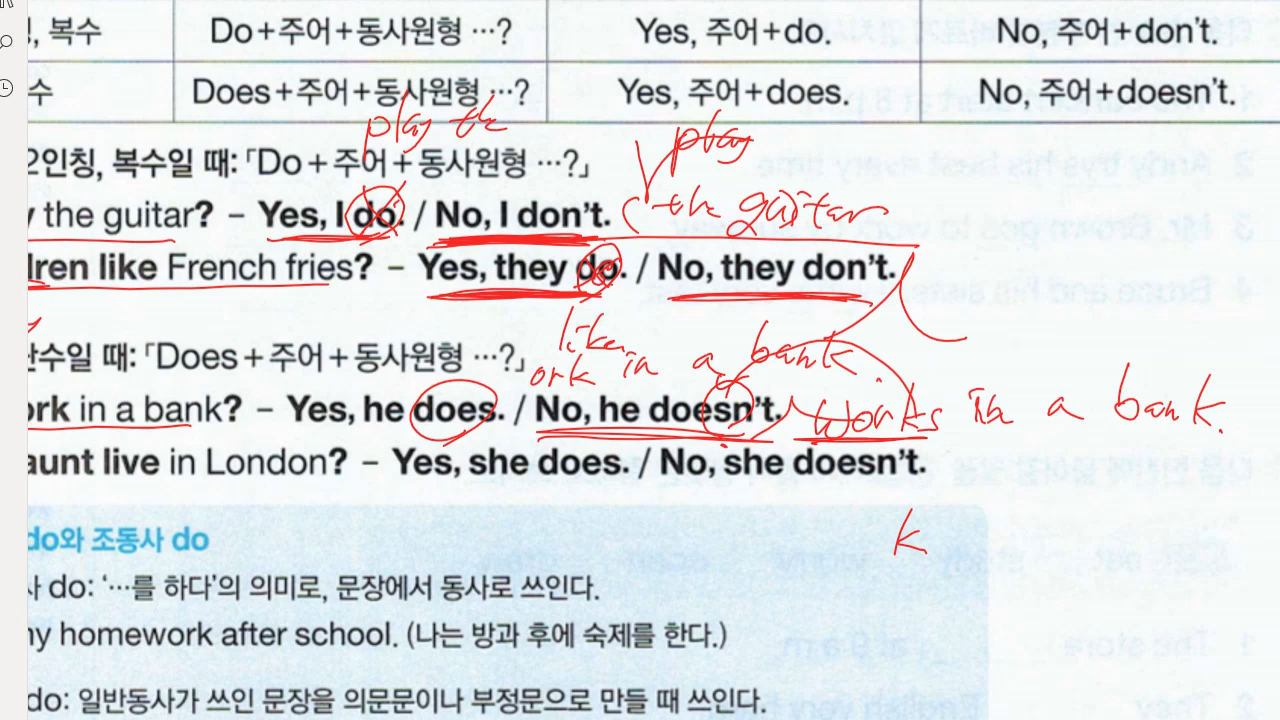 복수 Do+주어+동사원형 …? Yes, 주어+do. No, 주어+don't.
수 Does+주어+동사원형 …? Yes, 주어+does. No, 주어+doesn't.
play the play
2인칭, 복수일 때: 「Do+주어+동사원형 …?」
the guitar? – Yes, I do. / No, I don't. the guitar
dren like French fries? – Yes, they do. / No, they don't.
like
수일 때: 「Does+주어+동사원형 …?」
ork in a bank
ork in a bank? – Yes, he does. / No, he doesn't. works in a bank.
aunt live in London? – Yes, she does. / No, she doesn't.
k
do와 조동사 do
do: '…를 하다'의 의미로, 문장에서 동사로 쓰인다.
my homework after school. (나는 방과 후에 숙제를 한다.)
do: 일반동사가 쓰인 문장을 의문문이나 부정문으로 만들 때 쓰인다.